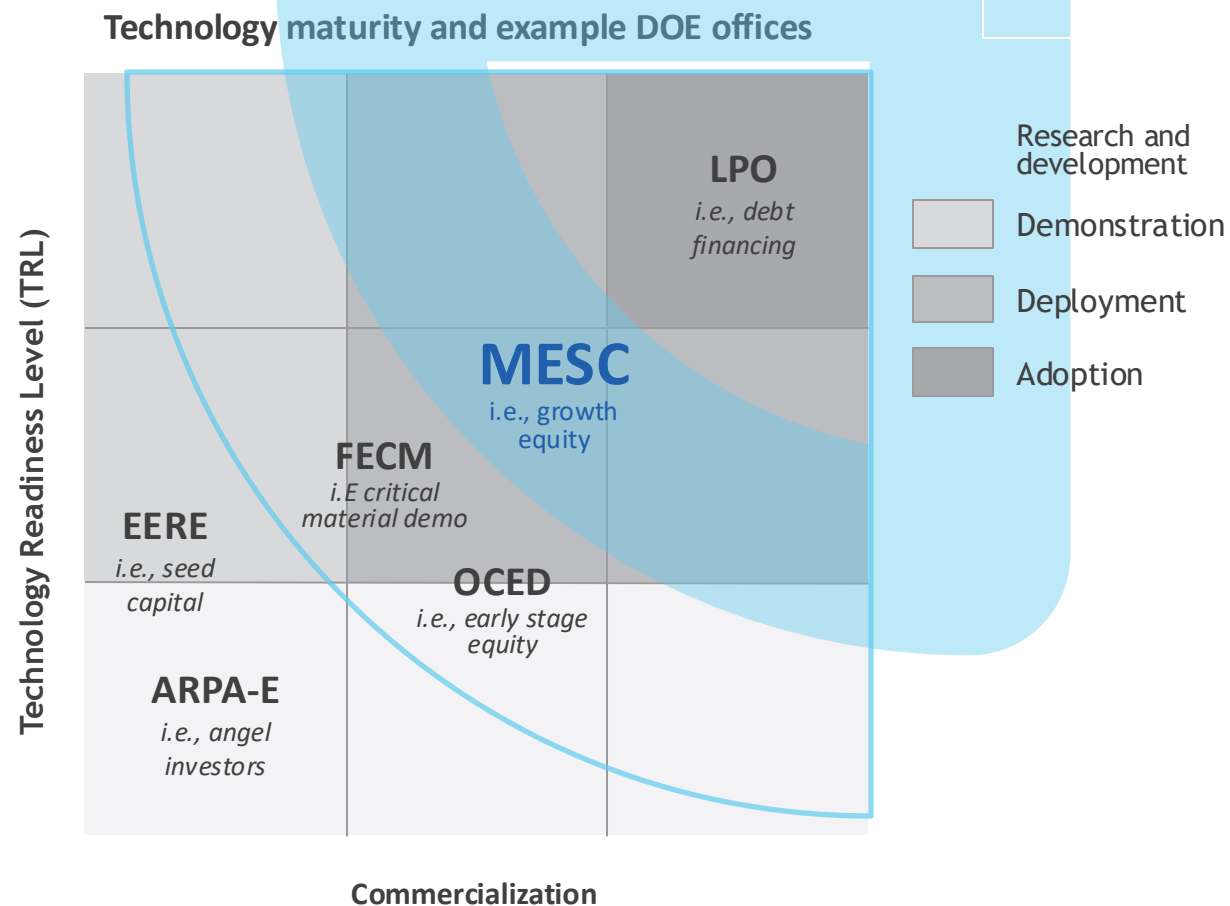 Technology maturity and example DOE offices
Technology Readiness Level (TRL)
LPO
i.e., debt
financing)
MESC
i.e., growth
equity)
FECM
i.E critical
material demo
EERE
i.e., seed
capital)
OCED
i.e., early stage
equity)
ARPA-E
i.e., angel
investors)
Commercialization
Research and
development
Demonstration
Deployment
Adoption